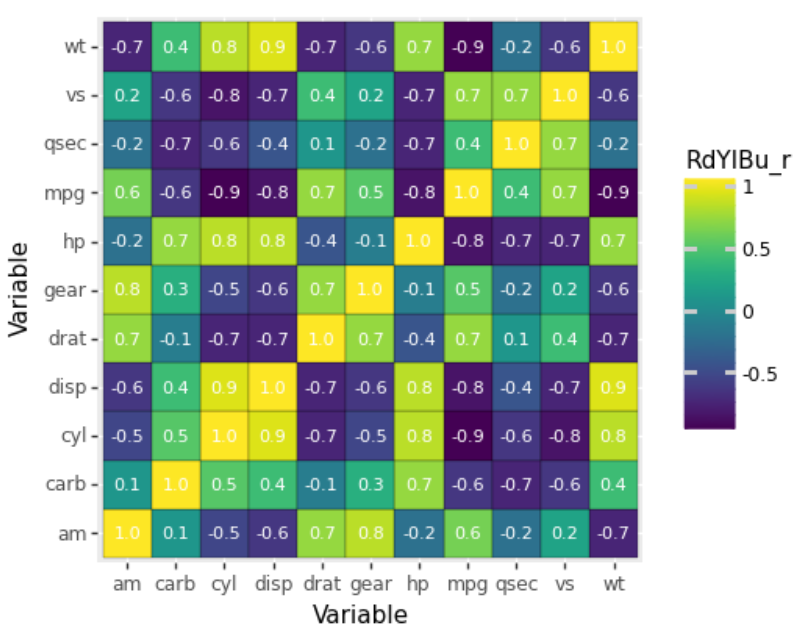 wt -0.7 0.4 0.8 0.9 -0.7 -0.6 0.7 -0.9 -0.2 -0.6 1.0
vs 0.2 -0.6 -0.8 -0.7 0.4 0.2 -0.7 0.7 0.7 1.0 -0.6
qsec -0.2 -0.7 -0.6 -0.4 0.1 -0.2 -0.7 0.4 1.0 0.7 -0.2
mpg 0.6 -0.6 -0.9 -0.8 0.7 0.5 -0.8 1.0 0.4 0.7 -0.9
hp -0.2 0.7 0.8 0.8 -0.4 -0.1 1.0 -0.8 -0.7 -0.7 0.7
gear 0.8 0.3 -0.5 -0.6 0.7 1.0 -0.1 0.5 -0.2 0.2 -0.6
drat 0.7 -0.1 -0.7 -0.7 1.0 0.7 -0.4 0.7 0.1 0.4 -0.7
disp -0.6 0.4 0.9 1.0 -0.7 -0.6 0.8 -0.8 -0.4 -0.7 0.9
cyl -0.5 0.5 1.0 0.9 -0.7 -0.5 0.8 -0.9 -0.6 -0.8 0.8
carb 0.1 1.0 0.5 0.4 -0.1 0.3 0.7 -0.6 -0.7 -0.6 0.4
am 1.0 0.1 -0.5 -0.6 0.7 0.8 -0.2 0.6 -0.2 0.2 -0.7
am carb cyl disp drat gear hp mpg qsec vs wt
Variable
Variable
RdYlBu_r
1
0.5
0
-0.5